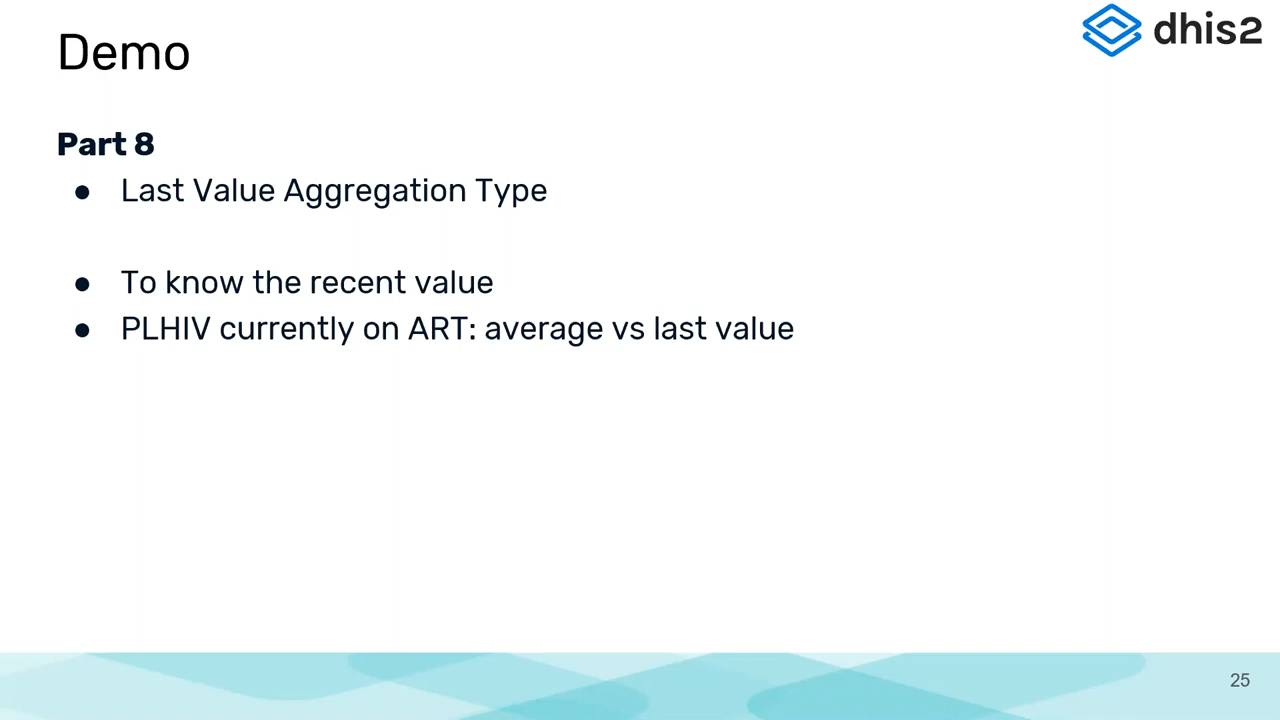 Demo
dhis2
Part 8
● Last Value Aggregation Type
● To know the recent value
● PLHIV currently on ART: average vs last value
25